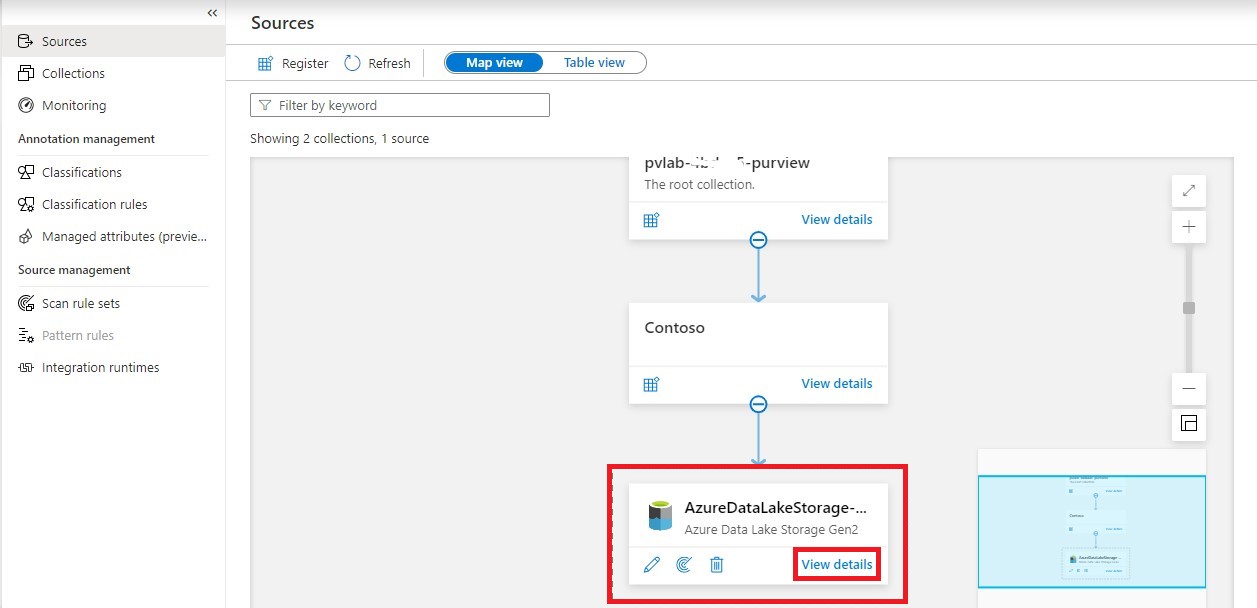 Sources
Collections
Monitoring
Annotation management
Classifications
Classification rules
Managed attributes (previe...
Source management
Scan rule sets
Pattern rules
Integration runtimes
Sources
Register
Refresh
Map view
Table view
Filter by keyword
Showing 2 collections, 1 source
-purview
The root collection.
View details
Contoso
View details
AzureDataLakeStorage-...
Azure Data Lake Storage Gen2
View details